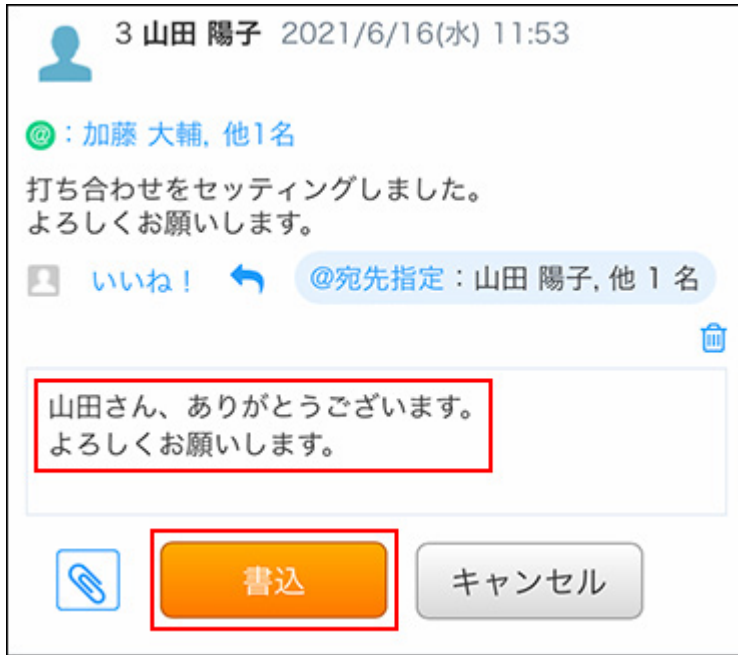 3 山田 陽子 2021/6/16(水) 11:53
@：加藤 大輔, 他1名
打ち合わせをセッティングしました。
よろしくお願いします。
いいね！ @宛先指定：山田 陽子, 他 1 名
山田さん、ありがとうございます。
よろしくお願いします。
書込 キャンセル